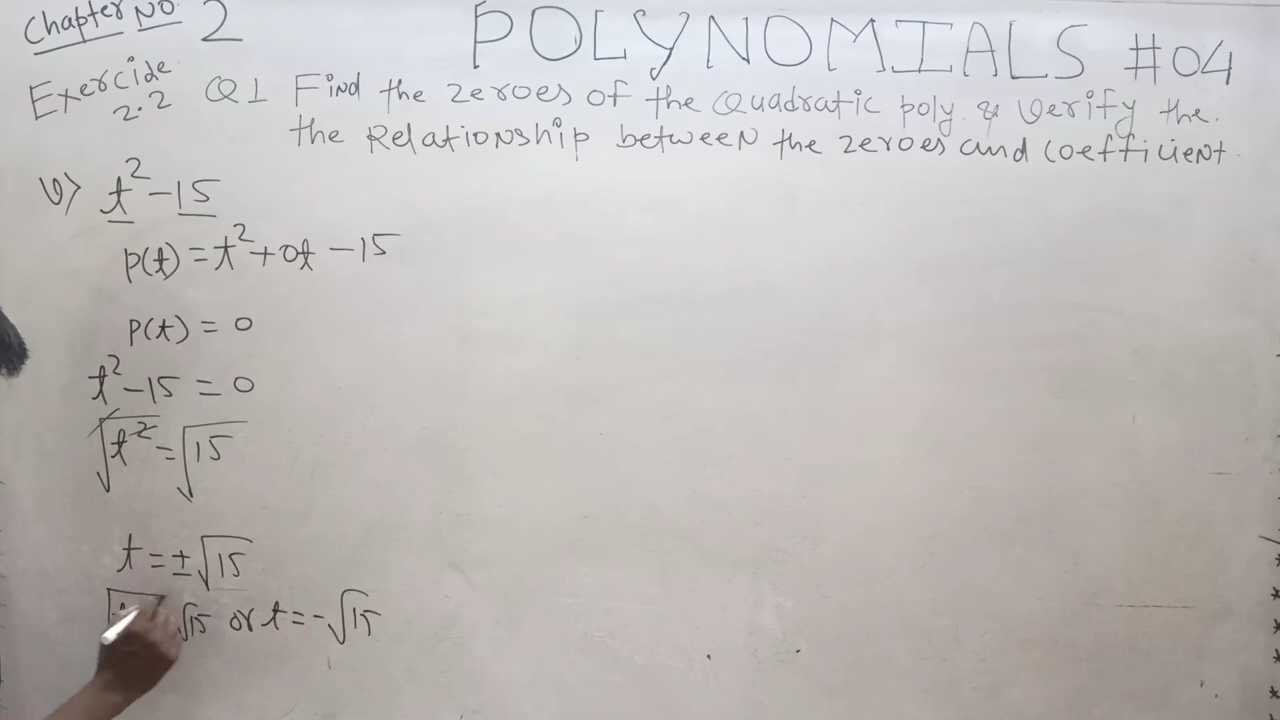 Chapter No. 2
POLYNOMIALS #04
Exercide 2.2
Q1 Find the zeroes of the Quadratic poly. & Verify the.
the Relationship between the zeroes and coefficient.
v) t² - 15
p(t) = t² + 0t - 15
p(t) = 0
t² - 15 = 0
√t² = √15
t = ± √15
√15 or t = - √15